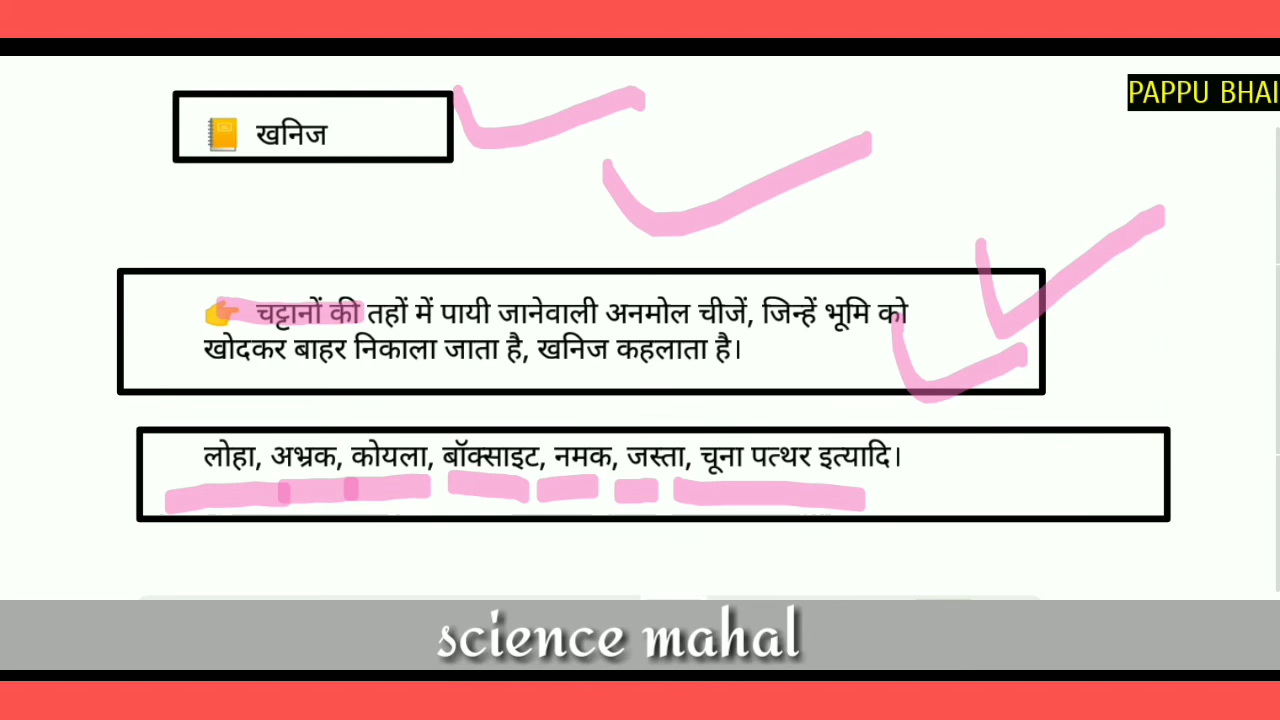 PAPPU BHAI
खनिज
चट्टानों की तहों में पायी जानेवाली अनमोल चीजें, जिन्हें भूमि को
खोदकर बाहर निकाला जाता है, खनिज कहलाता है।
लोहा, अभ्रक, कोयला, बॉक्साइट, नमक, जस्ता, चूना पत्थर इत्यादि।
science mahal